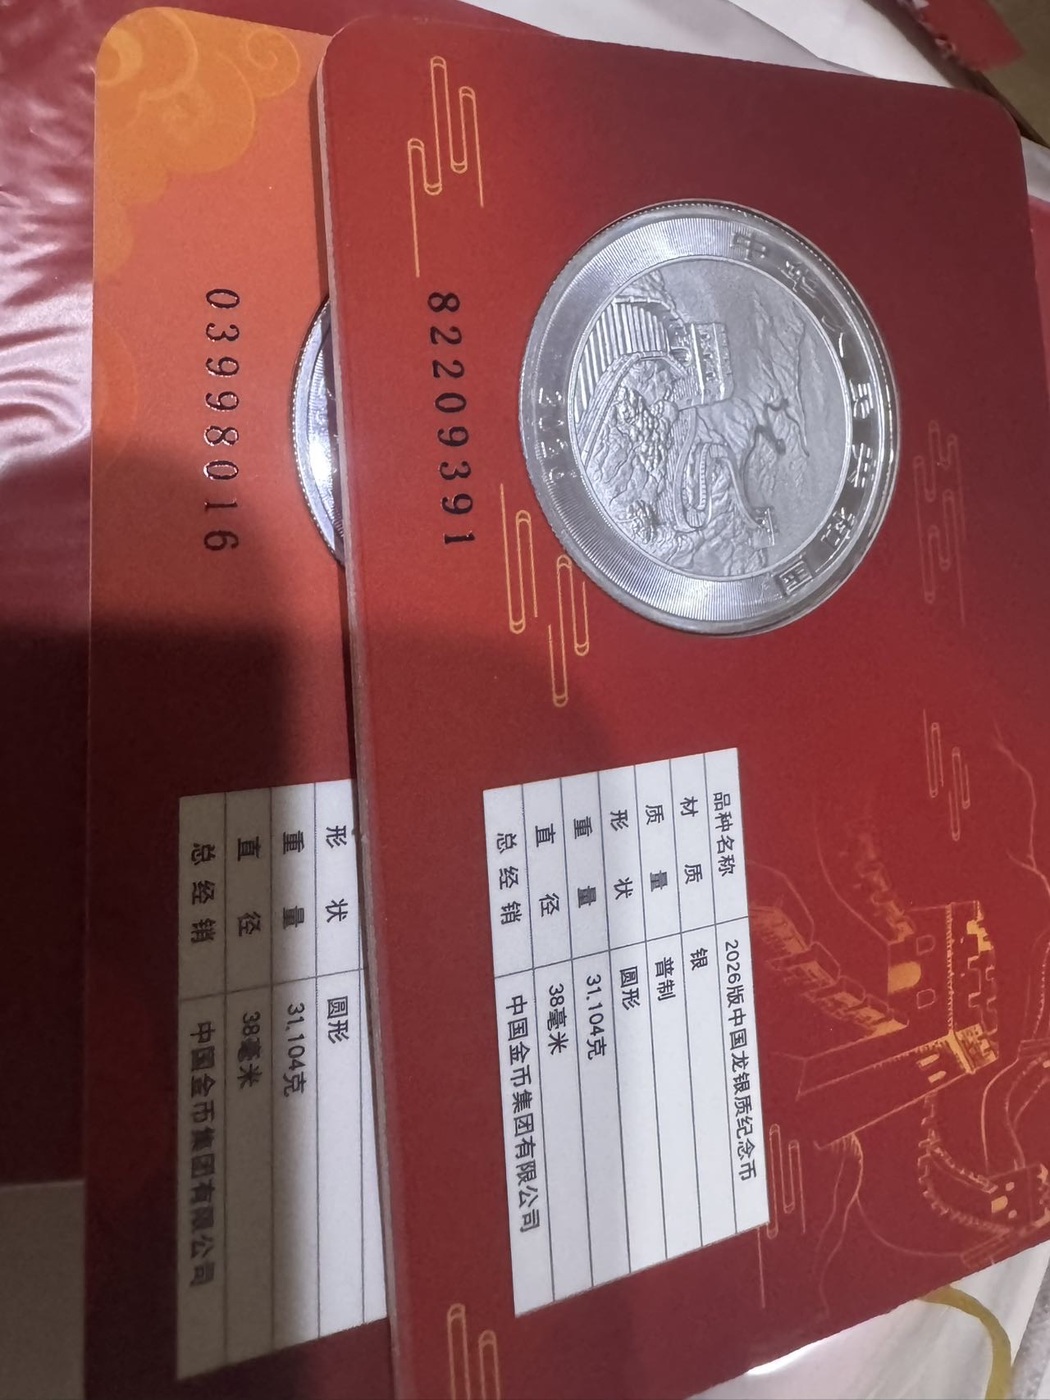 中华人民共和国
2026
82209391
品种名称 2026版中国龙银质纪念币
材质 银
质量 普制
形状 圆形
重量 31.104克
直径 38毫米
总经销 中国金币集团有限公司
03998016
形状 圆形
重量 31.104克
直径 38毫米
总经销 中国金币集团有限公司